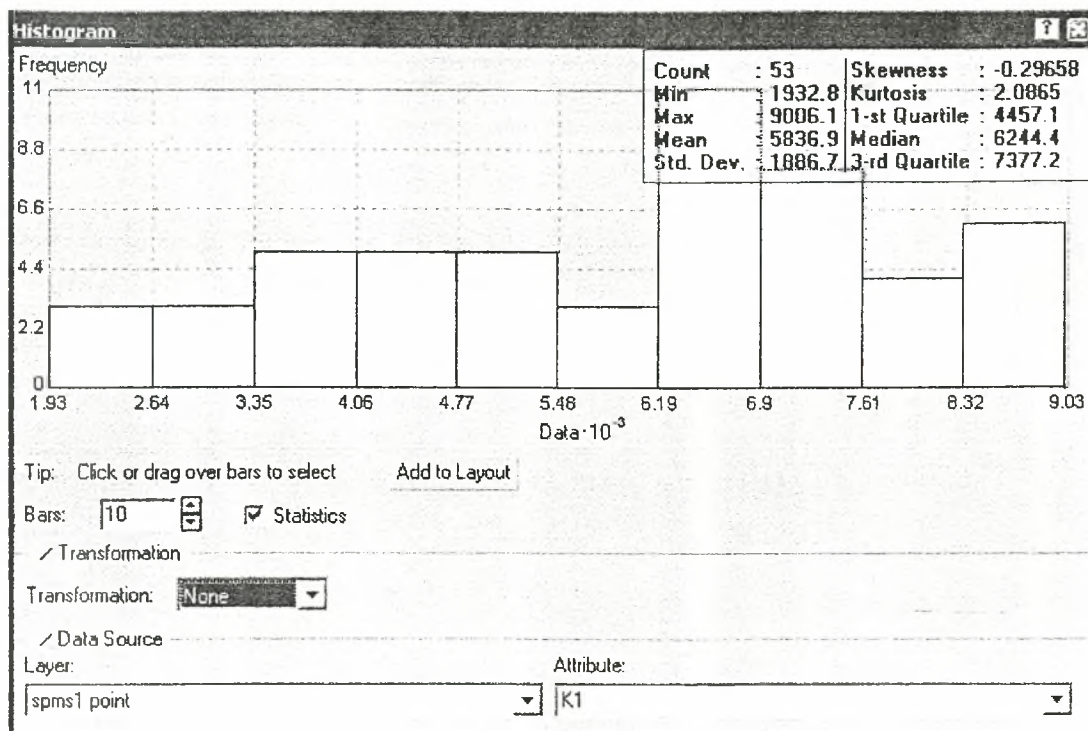 Histogram
Frequency
Count : 53 Skewness : -0.29658
Min : 1932.8 Kurtosis : 2.0865
Max : 9006.1 1-st Quartile : 4457.1
Mean : 5836.9 Median : 6244.4
Std. Dev. : 1886.7 3-rd Quartile : 7377.2
11
8.8
6.6
4.4
2.2
0
1.93 2.64 3.35 4.06 4.77 5.48 6.19 6.9 7.61 8.32 9.03
Data·10⁻³
Tip: Click or drag over bars to select Add to Layout
Bars: 10 Statistics
Transformation
Transformation: None
Data Source
Layer: Attribute:
spms1 point K1